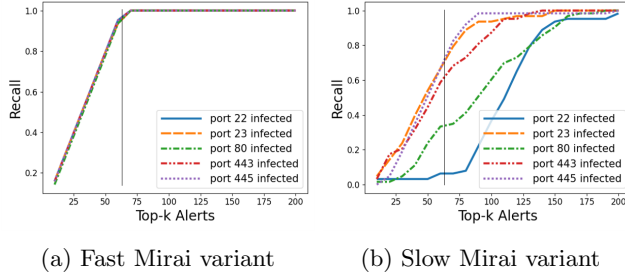 1.0
0.8
0.6
0.4
0.2
Recall
port 22 infected
port 23 infected
port 80 infected
port 443 infected
port 445 infected
25 50 75 100 125 150 175 200
Top-k Alerts
(a) Fast Mirai variant
1.0
0.8
0.6
0.4
0.2
0.0
Recall
port 22 infected
port 23 infected
port 80 infected
port 443 infected
port 445 infected
25 50 75 100 125 150 175 200
Top-k Alerts
(b) Slow Mirai variant